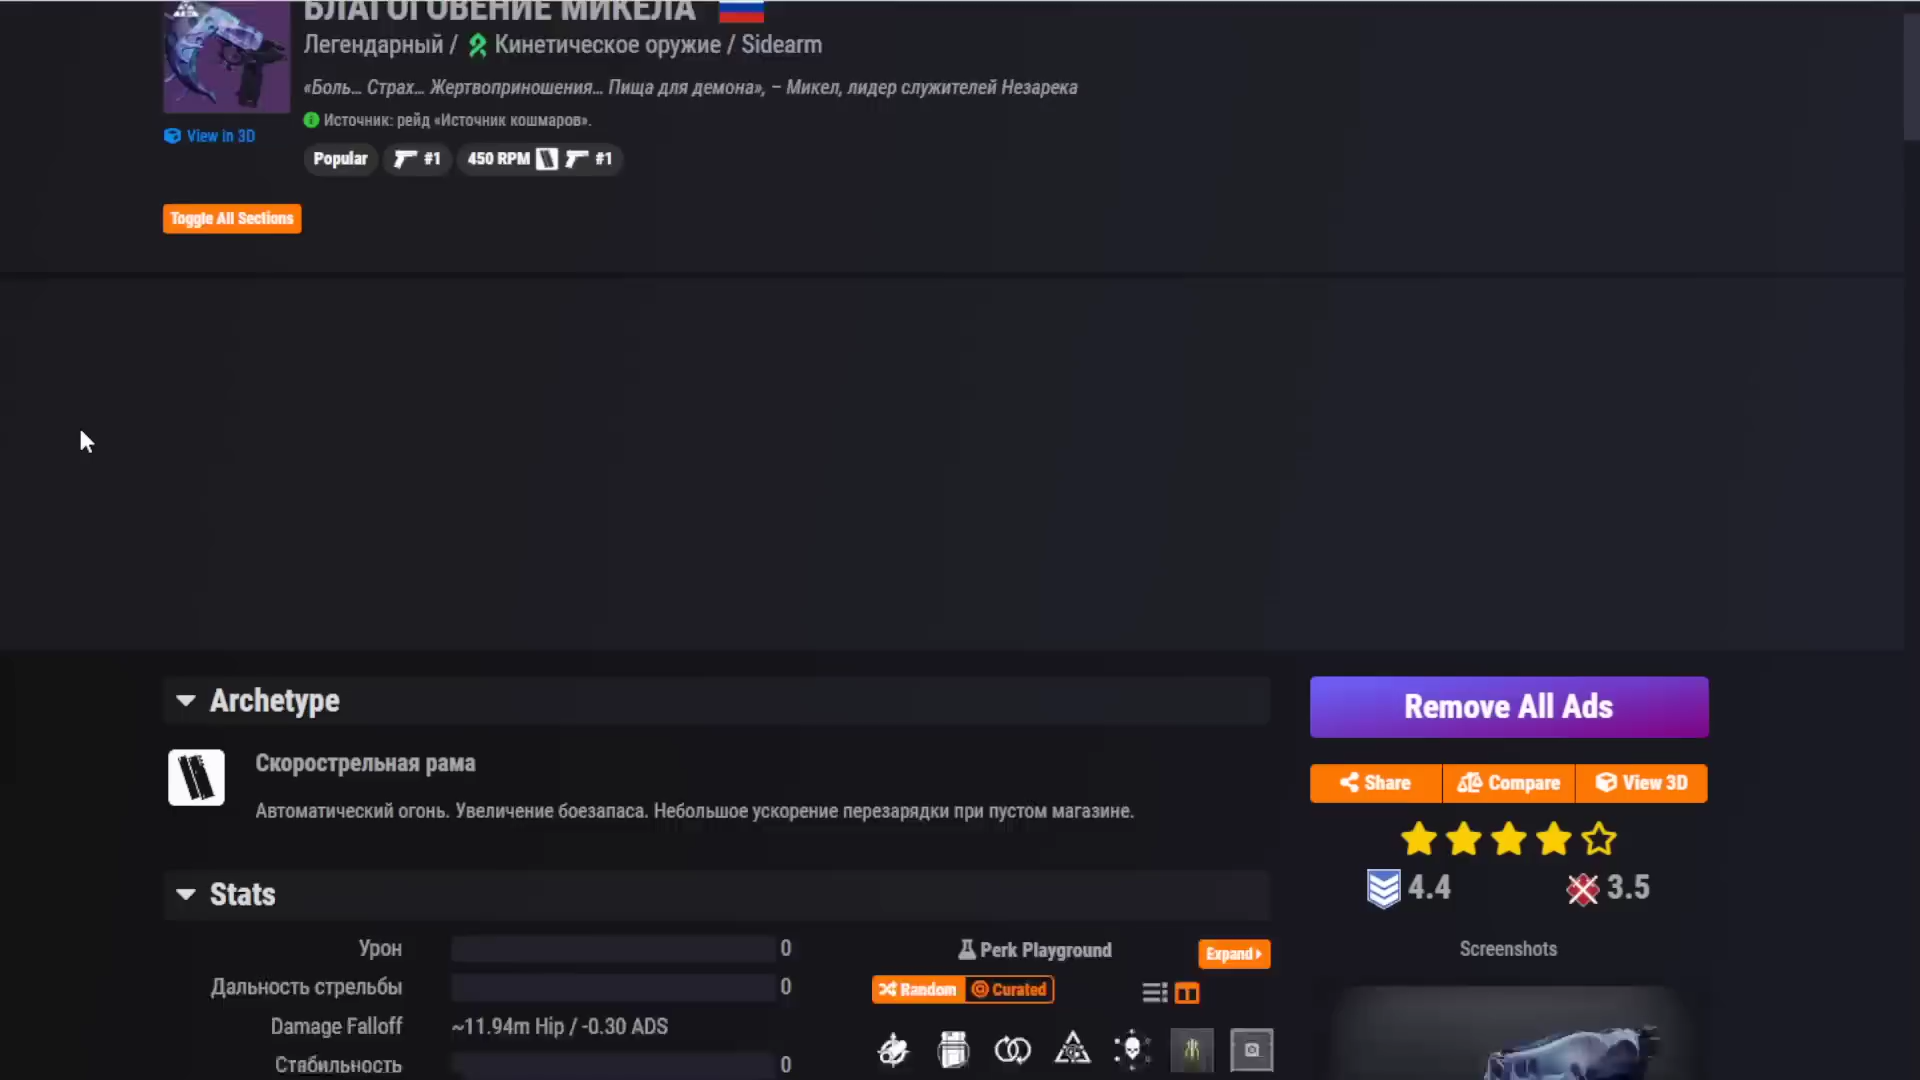 БЛАГОГОВЕНИЕ МИКЕЛА
Легендарный / Кинетическое оружие / Sidearm
«Боль... Страх... Жертвоприношения... Пища для демона», – Микел, лидер служителей Незарека
Источник: рейд «Источник кошмаров».
View in 3D
Popular
#1
450 RPM #1
Toggle All Sections
Archetype
Скорострельная рама
Автоматический огонь. Увеличение боезапаса. Небольшое ускорение перезарядки при пустом магазине.
Remove All Ads
Share
Compare
View 3D
4.4
3.5
Stats
Урон 0
Дальность стрельбы 0
Damage Falloff ~11.94m Hip / -0.30 ADS
Стабильность 0
Perk Playground
Expand
Random
Curated
Screenshots